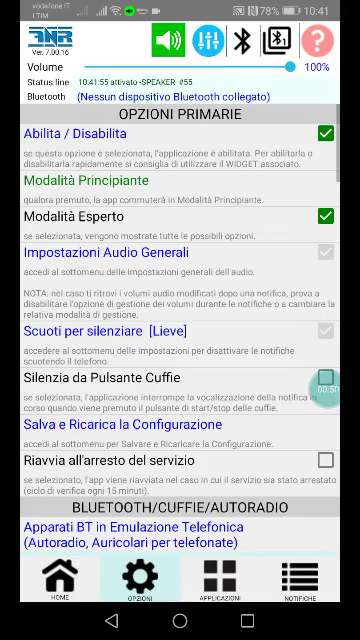 vodafone IT
I TIM
78%
10:41
Ver. 7.00.16
Volume
100%
Status line
10:41:55 attivato -SPEAKER #55
Bluetooth
(Nessun dispositivo Bluetooth collegato)
OPZIONI PRIMARIE
Abilita / Disabilita
se questa opzione è selezionata, l'applicazione è abilitata. Per abilitarla o
disabilitarla rapidamente si consiglia di utilizzare il WIDGET associato.
Modalità Principiante
qualora premuto, la app commuterà in Modalità Principiante.
Modalità Esperto
se selezionata, vengono mostrate tutte le possibili opzioni.
Impostazioni Audio Generali
accedi al sottomenu delle impostazioni generali dell'audio.
NOTA: nel caso ti ritrovi i volumi audio modificati dopo una notifica, prova a
disabilitare l'opzione di gestione dei volumi durante le notifiche o a cambiare la
relativa modalità di gestione.
Scuoti per silenziare [Lieve]
accedere al sottomenu delle impostazioni per disattivare le notifiche
scuotendo il telefono.
Silenzia da Pulsante Cuffie
se selezionata, l'applicazione interrompe la vocalizzazione della notifica in
corso quando viene premuto il pulsante di start/stop delle cuffie.
00:50
Salva e Ricarica la Configurazione
accedi al sottomenu per Salvare e Ricaricare la Configurazione.
Riavvia all'arresto del servizio
se selezionato, l'app viene riavviata nel caso in cui il servizio sia stato arrestato
(ciclo di verifica ogni 15 minuti).
BLUETOOTH/CUFFIE/AUTORADIO
Apparati BT in Emulazione Telefonica
(Autoradio, Auricolari per telefonate)
HOME
OPZIONI
APPLICAZIONI
NOTIFICHE